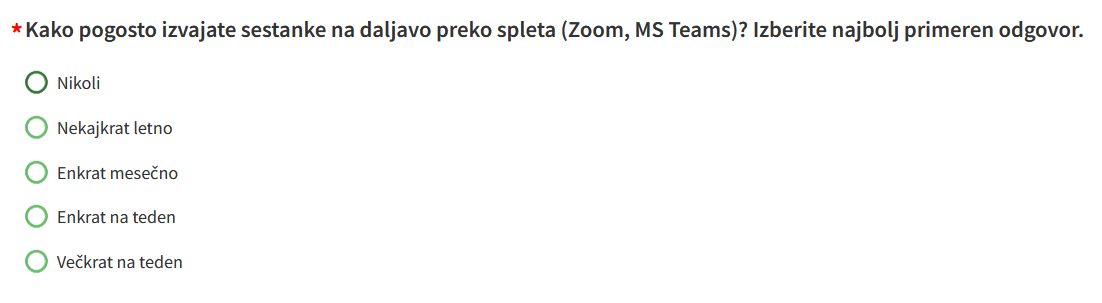 * Kako pogosto izvajate sestanke na daljavo preko spleta (Zoom, MS Teams)? Izberite najbolj primeren odgovor.
Nikoli
Nekajkrat letno
Enkrat mesečno
Enkrat na teden
Večkrat na teden